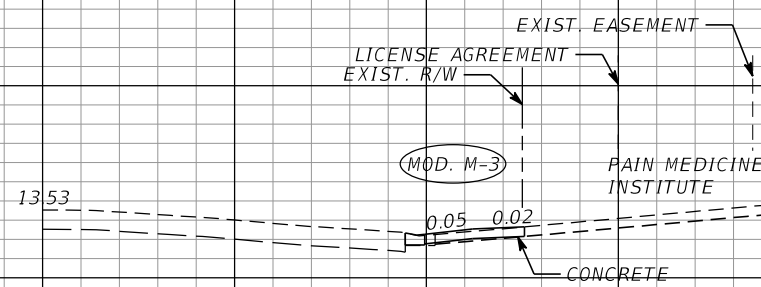 EXIST. EASEMENT
LICENSE AGREEMENT
EXIST. R/W
MOD. M-3
PAIN MEDICINE
INSTITUTE
13.53
0.05
0.02
CONCRETE